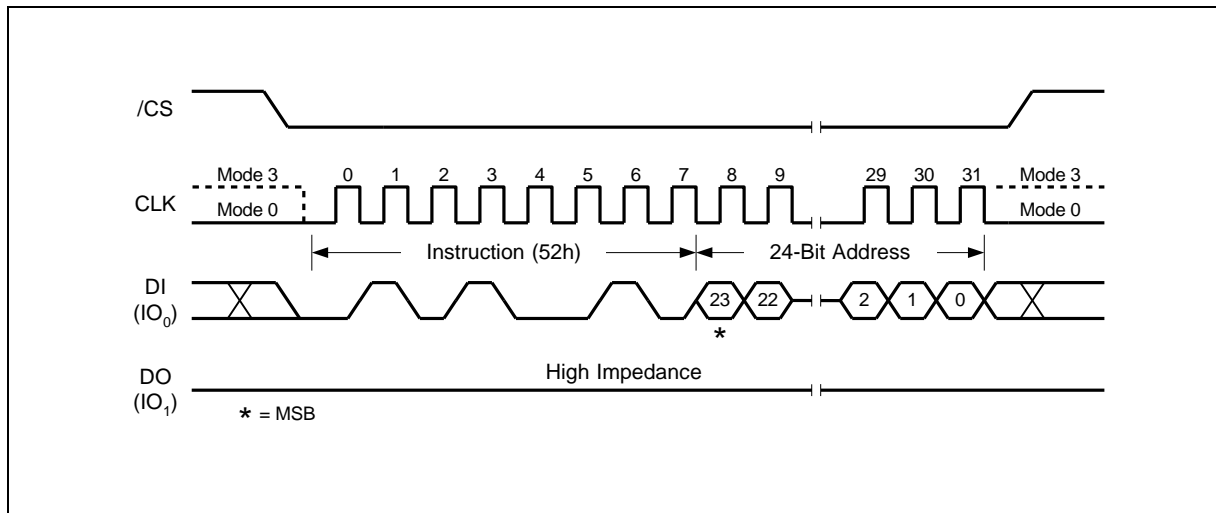 /CS
Mode 3 0 1 2 3 4 5 6 7 8 9 29 30 31 Mode 3
CLK
Mode 0 Mode 0
Instruction (52h) 24-Bit Address
DI
(IO0) 23 22 2 1 0
*
DO High Impedance
(IO1)
* = MSB